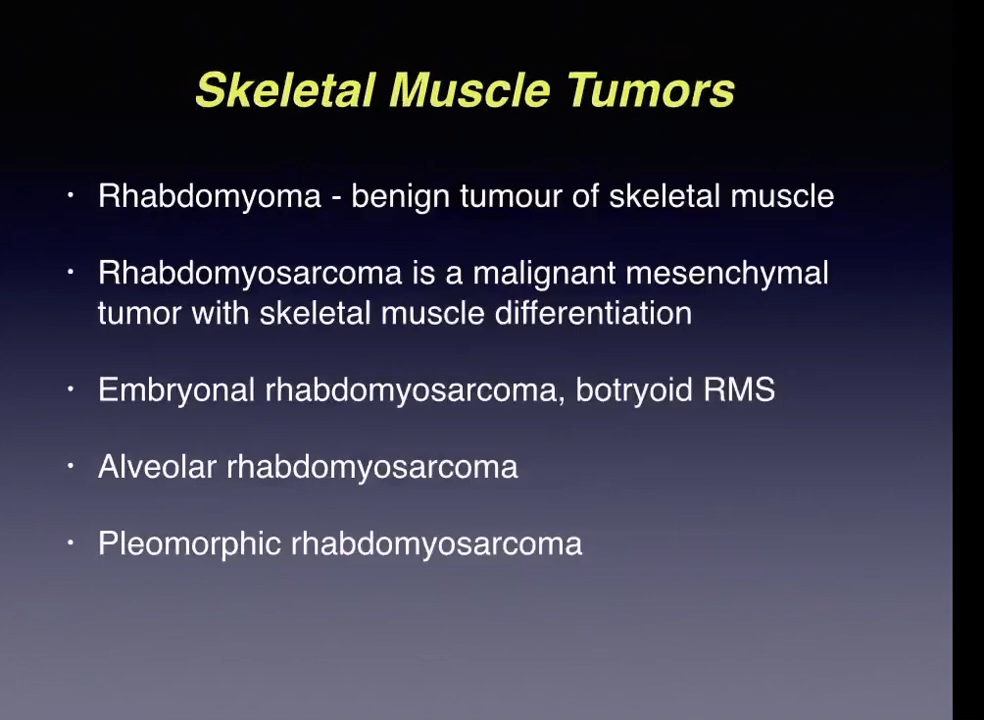 Skeletal Muscle Tumors
• Rhabdomyoma - benign tumour of skeletal muscle
• Rhabdomyosarcoma is a malignant mesenchymal
tumor with skeletal muscle differentiation
• Embryonal rhabdomyosarcoma, botryoid RMS
• Alveolar rhabdomyosarcoma
• Pleomorphic rhabdomyosarcoma